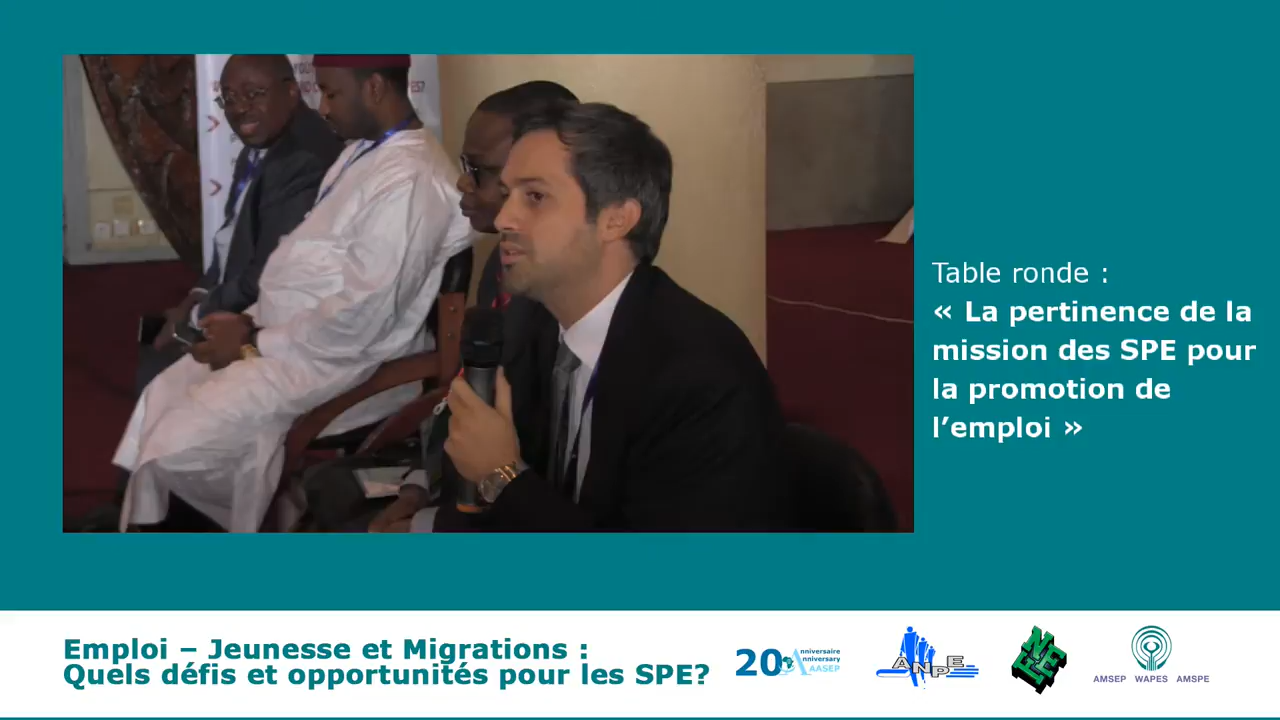 Table ronde :
« La pertinence de la
mission des SPE pour
la promotion de
l’emploi »
Emploi – Jeunesse et Migrations :
Quels défis et opportunités pour les SPE?
20 Anniversaire
Anniversary
AASEP
ANPE
AMSEP WAPES AMSPE